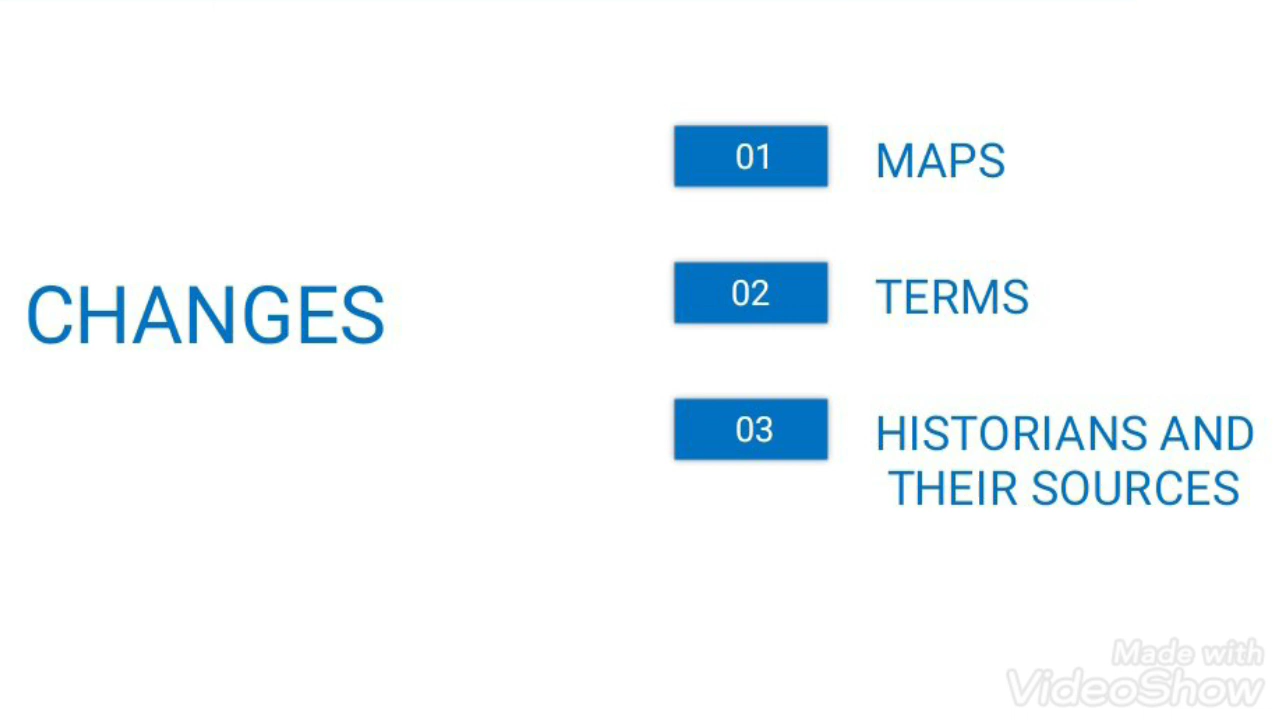 CHANGES
01 MAPS
02 TERMS
03 HISTORIANS AND
THEIR SOURCES
Made with
VideoShow